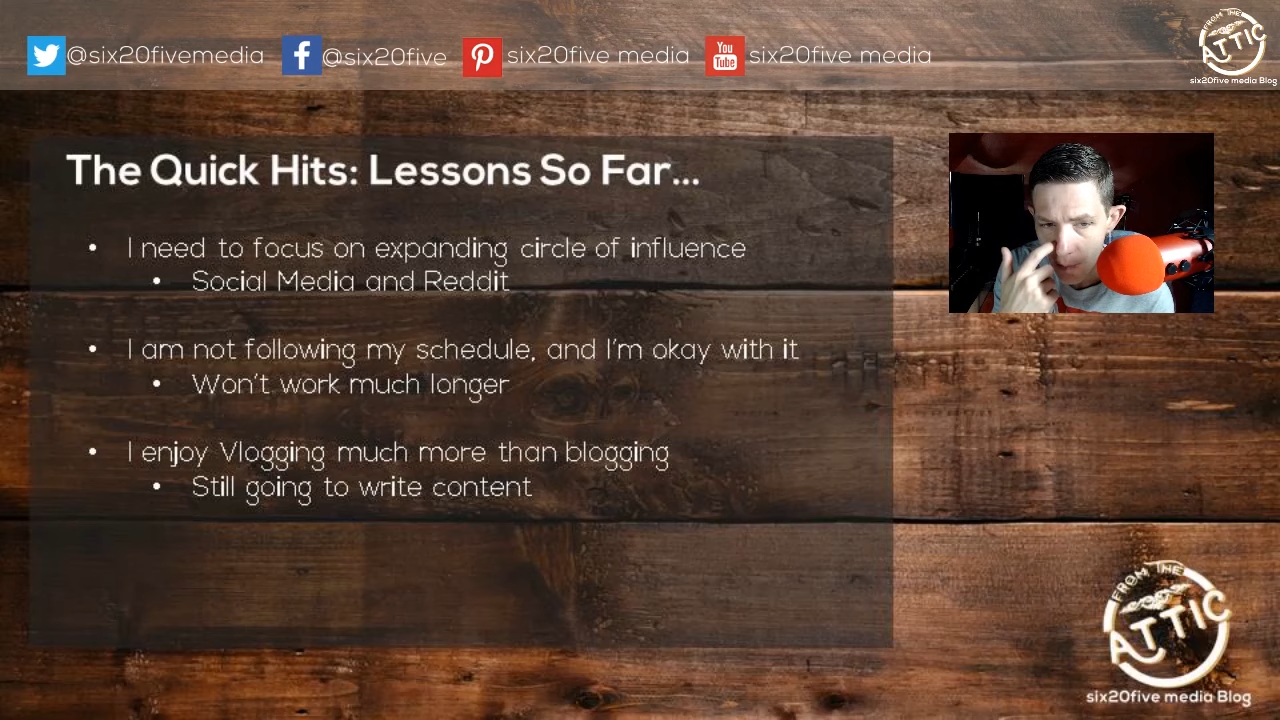 @six20fivemedia @six20five six20five media You Tube six20five media
FROM THE
ATTIC
six20five media Blog
The Quick Hits: Lessons So Far...
• I need to focus on expanding circle of influence
• Social Media and Reddit
• I am not following my schedule, and I'm okay with it
• Won't work much longer
• I enjoy Vlogging much more than blogging
• Still going to write content
FROM THE
ATTIC
six20five media Blog